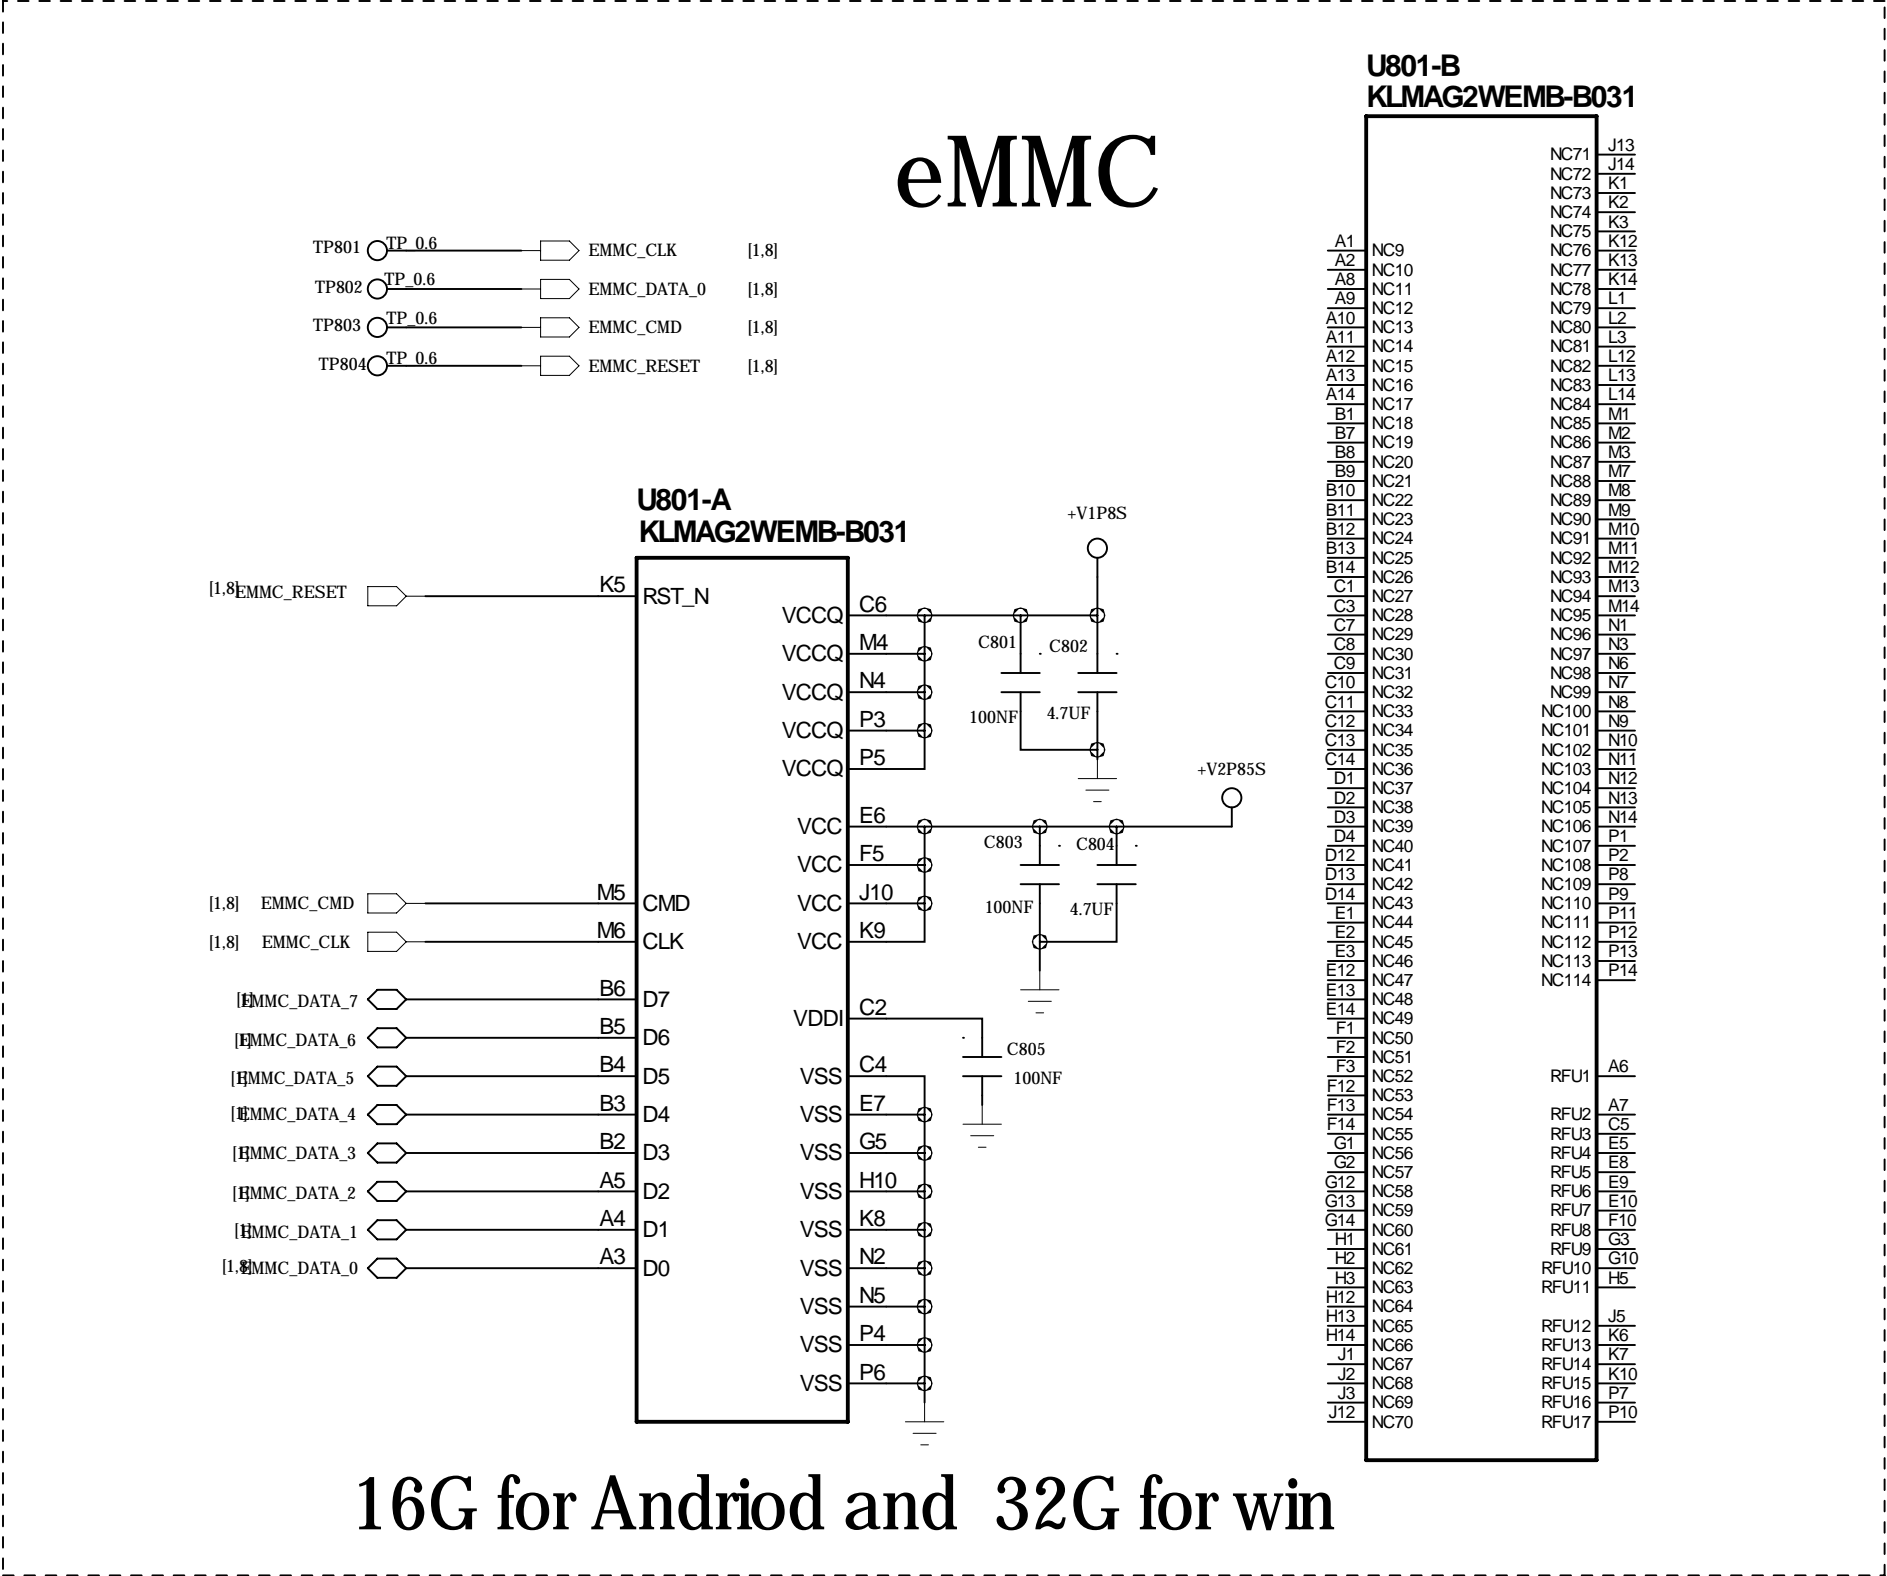 eMMC
TP801 TP_0.6 EMMC_CLK [1,8]
TP802 TP_0.6 EMMC_DATA_0 [1,8]
TP803 TP_0.6 EMMC_CMD [1,8]
TP804 TP_0.6 EMMC_RESET [1,8]
U801-A
KLMAG2WEMB-B031
[1,8] EMMC_RESET K5 RST_N
[1,8] EMMC_CMD M5 CMD
[1,8] EMMC_CLK M6 CLK
[1] EMMC_DATA_7 B6 D7
[1] EMMC_DATA_6 B5 D6
[1] EMMC_DATA_5 B4 D5
[1] EMMC_DATA_4 B3 D4
[1] EMMC_DATA_3 B2 D3
[1] EMMC_DATA_2 A5 D2
[1] EMMC_DATA_1 A4 D1
[1,8] EMMC_DATA_0 A3 D0
VCCQ C6
VCCQ M4
VCCQ N4
VCCQ P3
VCCQ P5
VCC E6
VCC F5
VCC J10
VCC K9
VDDI C2
VSS C4
VSS E7
VSS G5
VSS H10
VSS K8
VSS N2
VSS N5
VSS P4
VSS P6
+V1P8S
C801 C802
100NF 4.7UF
+V2P85S
C803 C804
100NF 4.7UF
C805
100NF
U801-B
KLMAG2WEMB-B031
A1 NC9
A2 NC10
A8 NC11
A9 NC12
A10 NC13
A11 NC14
A12 NC15
A13 NC16
A14 NC17
B1 NC18
B7 NC19
B8 NC20
B9 NC21
B10 NC22
B11 NC23
B12 NC24
B13 NC25
B14 NC26
C1 NC27
C3 NC28
C7 NC29
C8 NC30
C9 NC31
C10 NC32
C11 NC33
C12 NC34
C13 NC35
C14 NC36
D1 NC37
D2 NC38
D3 NC39
D4 NC40
D12 NC41
D13 NC42
D14 NC43
E1 NC44
E2 NC45
E3 NC46
E12 NC47
E13 NC48
E14 NC49
F1 NC50
F2 NC51
F3 NC52
F12 NC53
F13 NC54
F14 NC55
G1 NC56
G2 NC57
G12 NC58
G13 NC59
G14 NC60
H1 NC61
H2 NC62
H3 NC63
H12 NC64
H13 NC65
H14 NC66
J1 NC67
J2 NC68
J3 NC69
J12 NC70
NC71 J13
NC72 J14
NC73 K1
NC74 K2
NC75 K3
NC76 K12
NC77 K13
NC78 K14
NC79 L1
NC80 L2
NC81 L3
NC82 L12
NC83 L13
NC84 L14
NC85 M1
NC86 M2
NC87 M3
NC88 M7
NC89 M8
NC90 M9
NC91 M10
NC92 M11
NC93 M12
NC94 M13
NC95 M14
NC96 N1
NC97 N3
NC98 N6
NC99 N7
NC100 N8
NC101 N9
NC102 N10
NC103 N11
NC104 N12
NC105 N13
NC106 N14
NC107 P1
NC108 P2
NC109 P8
NC110 P9
NC111 P11
NC112 P12
NC113 P13
NC114 P14
RFU1 A6
RFU2 A7
RFU3 C5
RFU4 E5
RFU5 E8
RFU6 E9
RFU7 E10
RFU8 F10
RFU9 G3
RFU10 G10
RFU11 H5
RFU12 J5
RFU13 K6
RFU14 K7
RFU15 K10
RFU16 P7
RFU17 P10
16G for Andriod and 32G for win